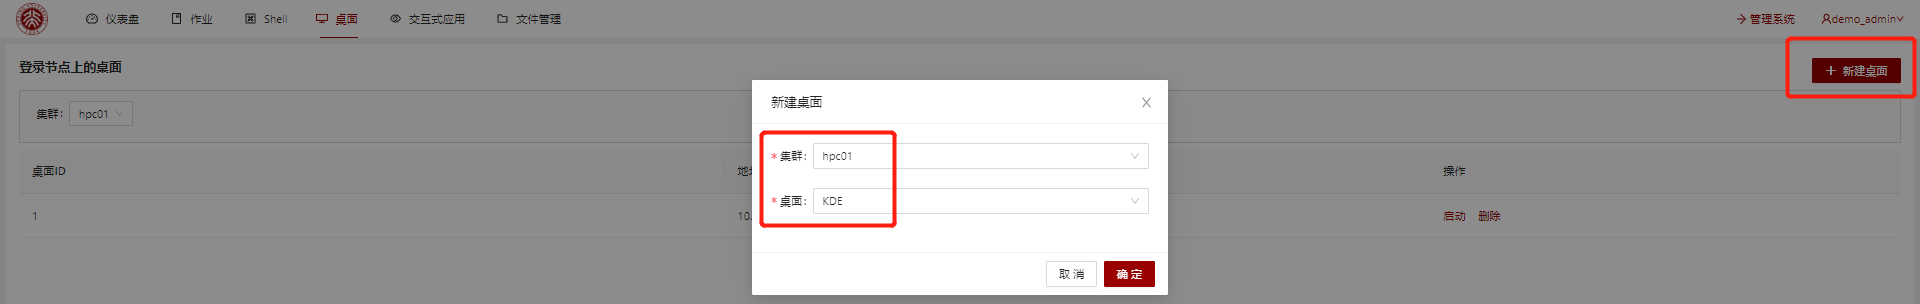 仪表盘 作业 Shell 桌面 交互式应用 文件管理 管理系统 demo_admin
登录节点上的桌面
+ 新建桌面
集群: hpc01
桌面ID 操作
1 10. 启动 删除
新建桌面
* 集群: hpc01
* 桌面: KDE
取 消 确 定